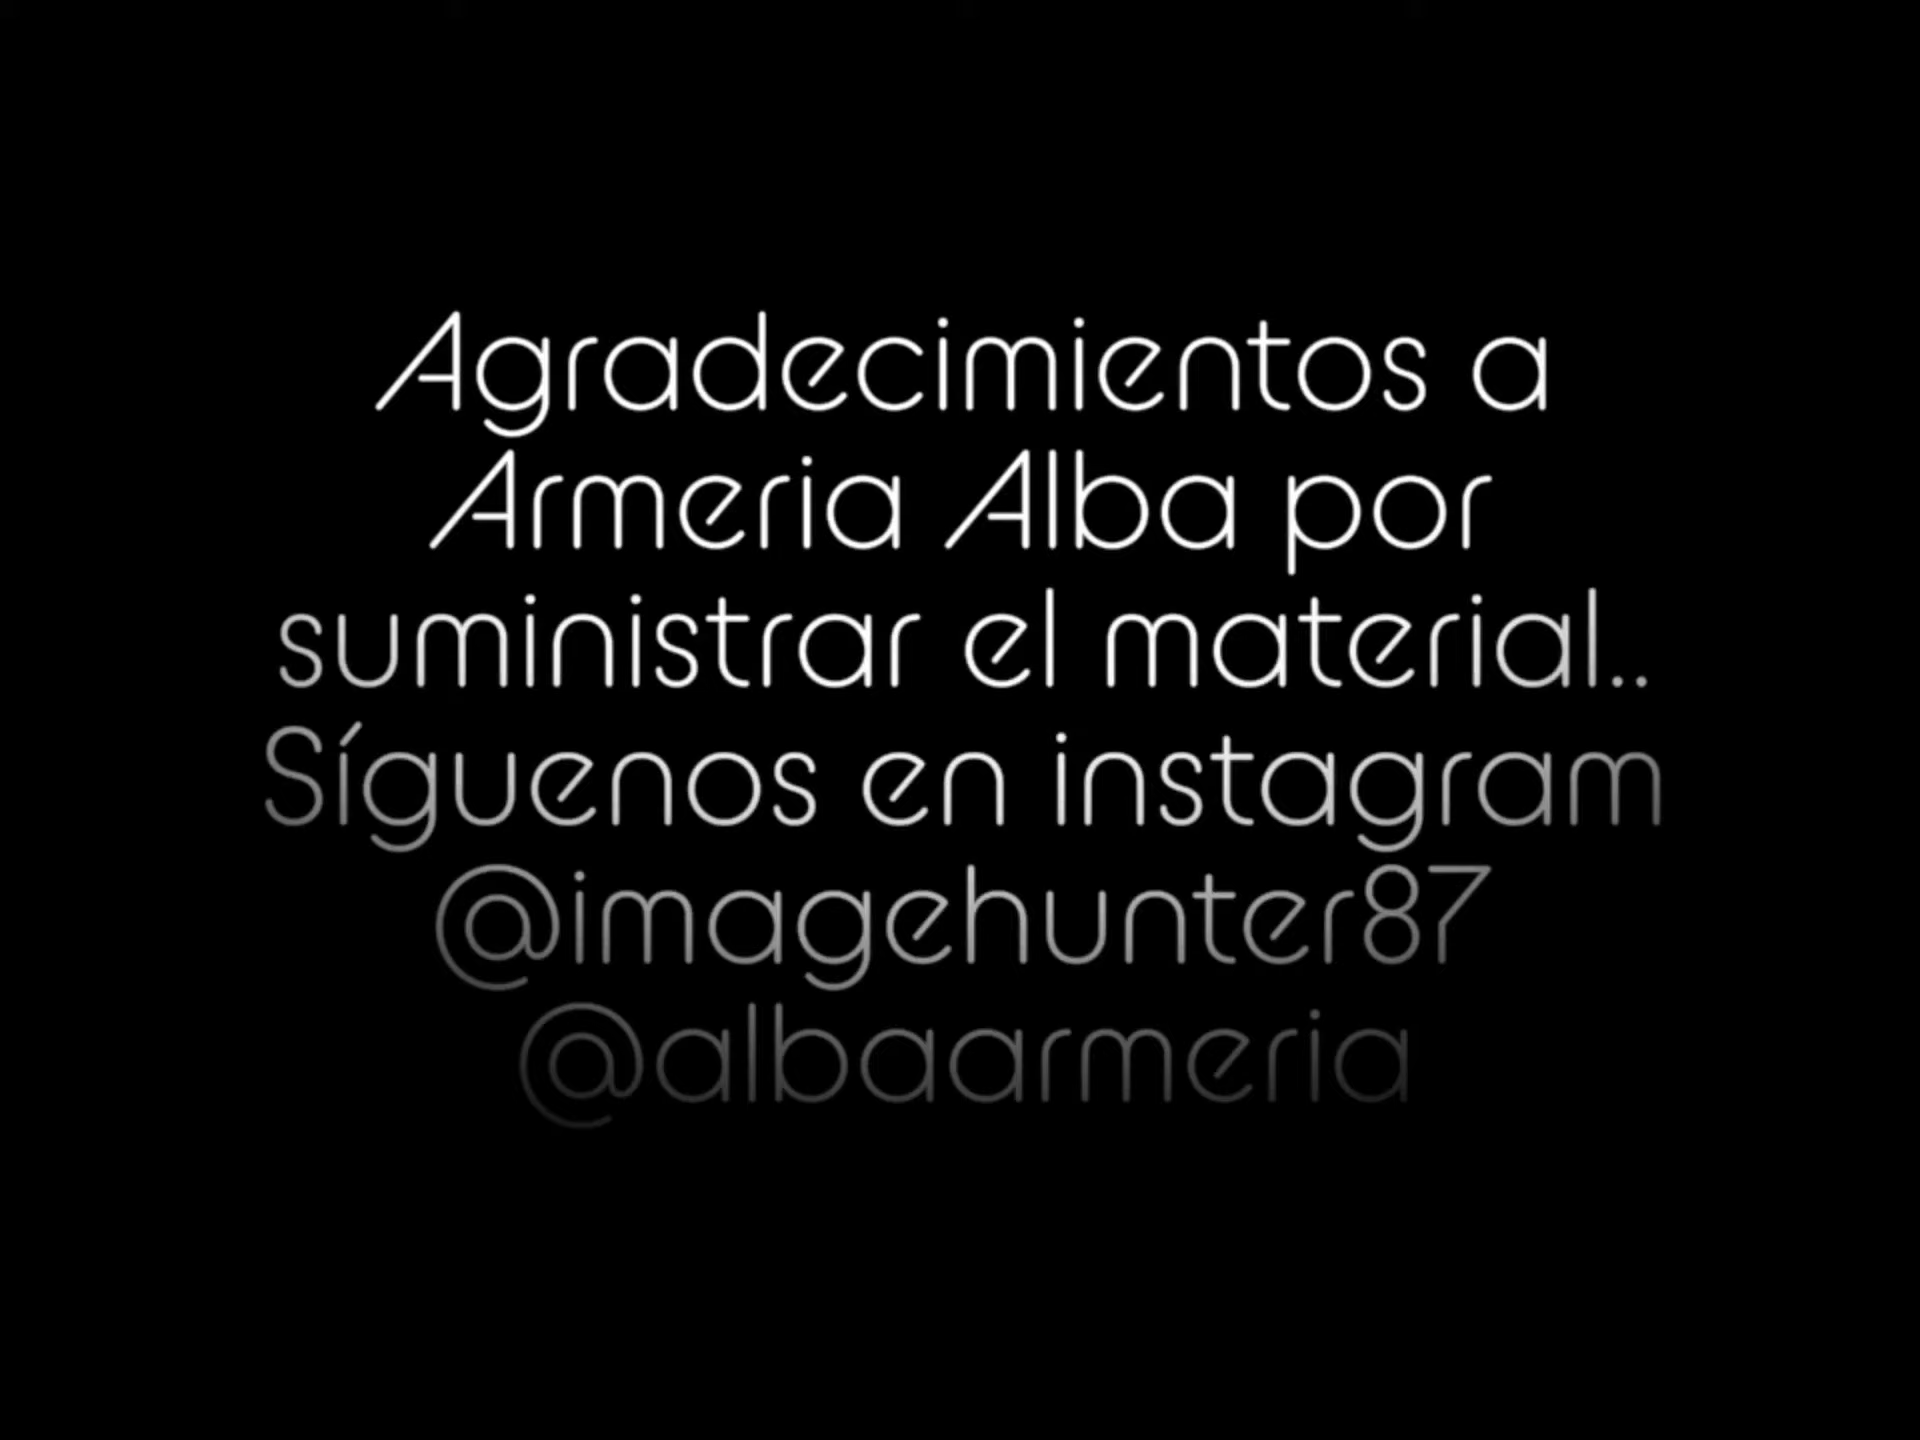 Agradecimientos a
Armeria Alba por
suministrar el material..
Síguenos en instagram
@imagehunter87
@albaarmeria